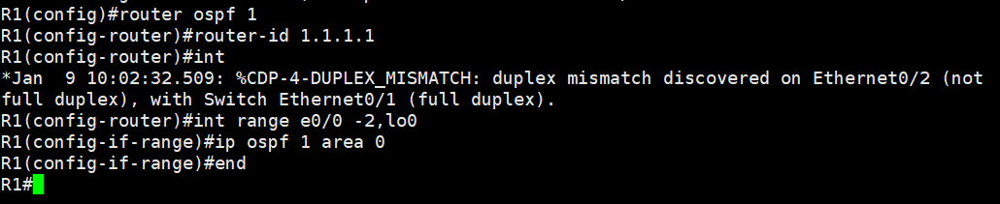 R1(config)#router ospf 1
R1(config-router)#router-id 1.1.1.1
R1(config-router)#int
*Jan  9 10:02:32.509: %CDP-4-DUPLEX_MISMATCH: duplex mismatch discovered on Ethernet0/2 (not
full duplex), with Switch Ethernet0/1 (full duplex).
R1(config-router)#int range e0/0 -2,lo0
R1(config-if-range)#ip ospf 1 area 0
R1(config-if-range)#end
R1#